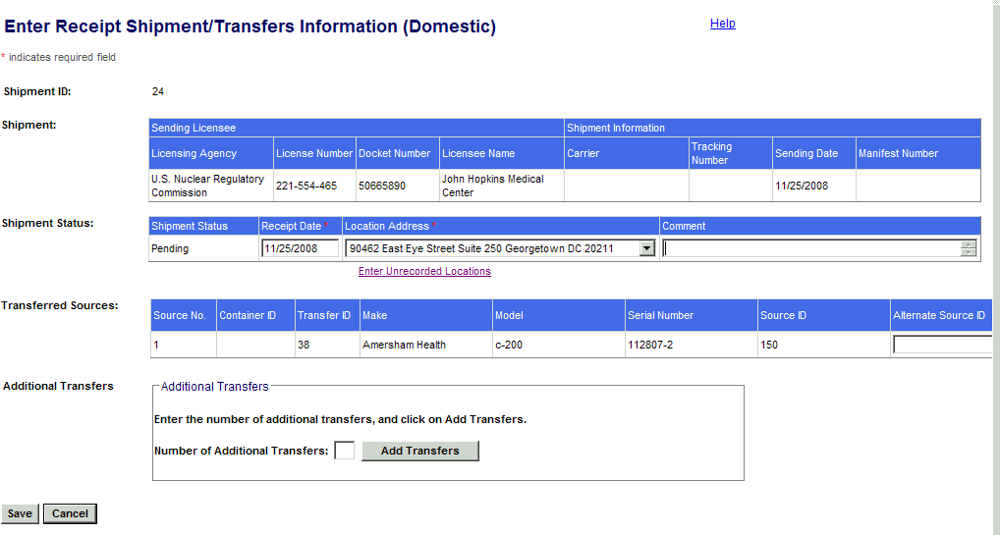 Enter Receipt Shipment/Transfers Information (Domestic)
Help
* indicates required field
Shipment ID: 24
Shipment:
Sending Licensee Shipment Information
Licensing Agency License Number Docket Number Licensee Name Carrier Tracking Number Sending Date Manifest Number
U.S. Nuclear Regulatory Commission 221-554-465 50665890 John Hopkins Medical Center 11/25/2008
Shipment Status:
Shipment Status Receipt Date * Location Address * Comment
Pending 11/25/2008 90462 East Eye Street Suite 250 Georgetown DC 20211
Enter Unrecorded Locations
Transferred Sources:
Source No. Container ID Transfer ID Make Model Serial Number Source ID Alternate Source ID
1 38 Amersham Health c-200 112807-2 150
Additional Transfers
Additional Transfers
Enter the number of additional transfers, and click on Add Transfers.
Number of Additional Transfers: Add Transfers
Save Cancel